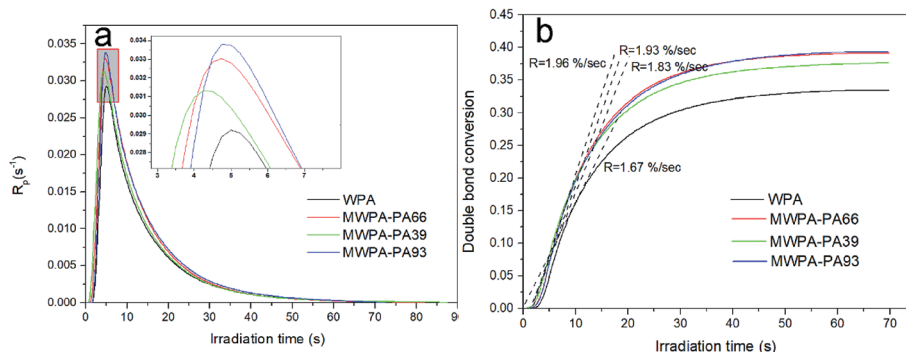 a
0.035
0.030
0.025
0.020
0.015
0.010
0.005
0.000
Rp(s-1)
0 10 20 30 40 50 60 70 80 90
Irradiation time (s)
0.034
0.033
0.032
0.031
0.030
0.029
0.028
0.027
3 4 5 6 7
WPA
MWPA-PA66
MWPA-PA39
MWPA-PA93
b
0.40
0.35
0.30
0.25
0.20
0.15
0.10
0.05
0.00
Double bond conversion
0 10 20 30 40 50 60 70
Irradiation time (s)
R=1.96 %/sec
R=1.93 %/sec
R=1.83 %/sec
R=1.67 %/sec
WPA
MWPA-PA66
MWPA-PA39
MWPA-PA93